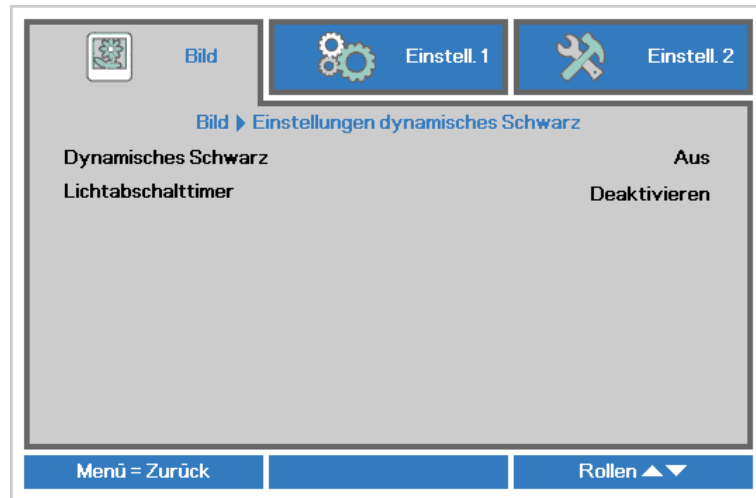 Bild
Einstell. 1
Einstell. 2
Bild ▶ Einstellungen dynamisches Schwarz
Dynamisches Schwarz Aus
Lichtabschalttimer Deaktivieren
Menü = Zurück
Rollen ▲▼